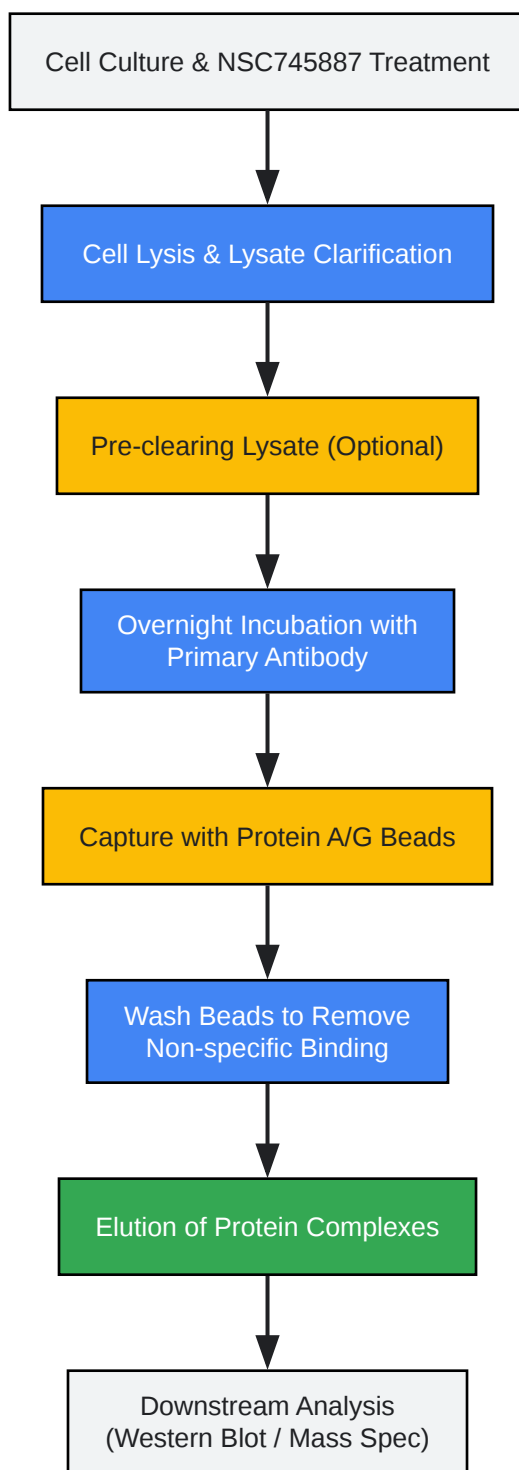 Cell Culture & NSC745887 Treatment
Cell Lysis & Lysate Clarification
Pre-clearing Lysate (Optional)
Overnight Incubation with
Primary Antibody
Capture with Protein A/G Beads
Wash Beads to Remove
Non-specific Binding
Elution of Protein Complexes
Downstream Analysis
(Western Blot / Mass Spec)